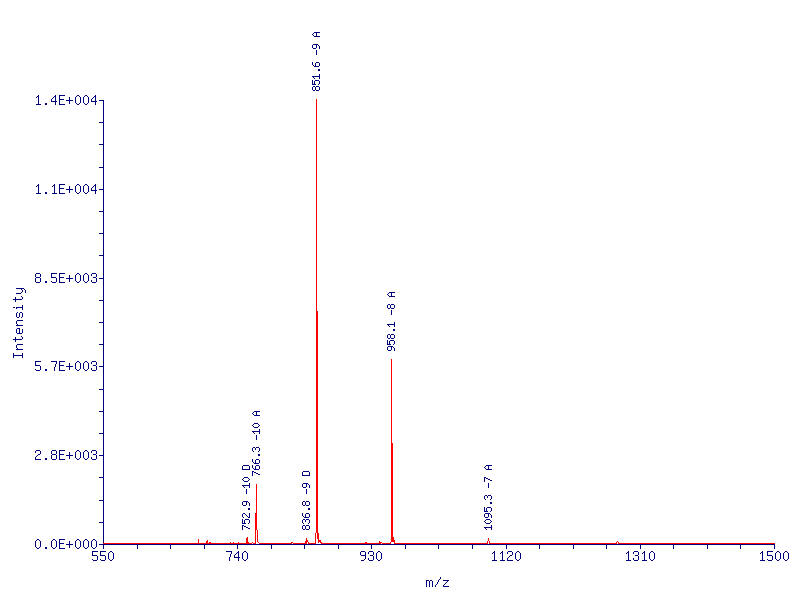 851.6 -9 A
1.4E+004
1.1E+004
8.5E+003
958.1 -8 A
5.7E+003
766.3 -10 A
2.8E+003
752.9 -10 D
836.8 -9 D
1095.3 -7 A
0.0E+000
Intensity
550
740
930
1120
1310
1500
m/z